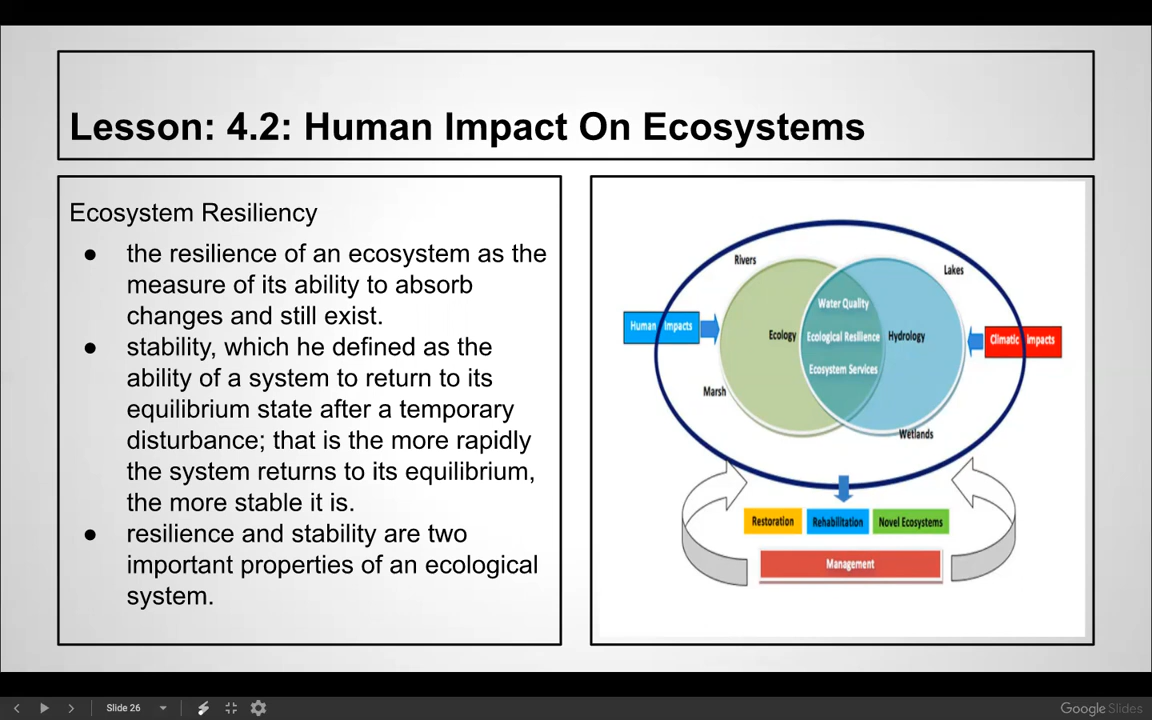 Lesson: 4.2: Human Impact On Ecosystems
Ecosystem Resiliency
● the resilience of an ecosystem as the
measure of its ability to absorb
changes and still exist.
● stability, which he defined as the
ability of a system to return to its
equilibrium state after a temporary
disturbance; that is the more rapidly
the system returns to its equilibrium,
the more stable it is.
● resilience and stability are two
important properties of an ecological
system.
Rivers
Lakes
Water Quality
Human Impacts
Ecology
Ecological Resilience
Hydrology
Climatic Impacts
Ecosystem Services
Marsh
Wetlands
Restoration
Rehabilitation
Novel Ecosystems
Management
Slide 26
Google Slides